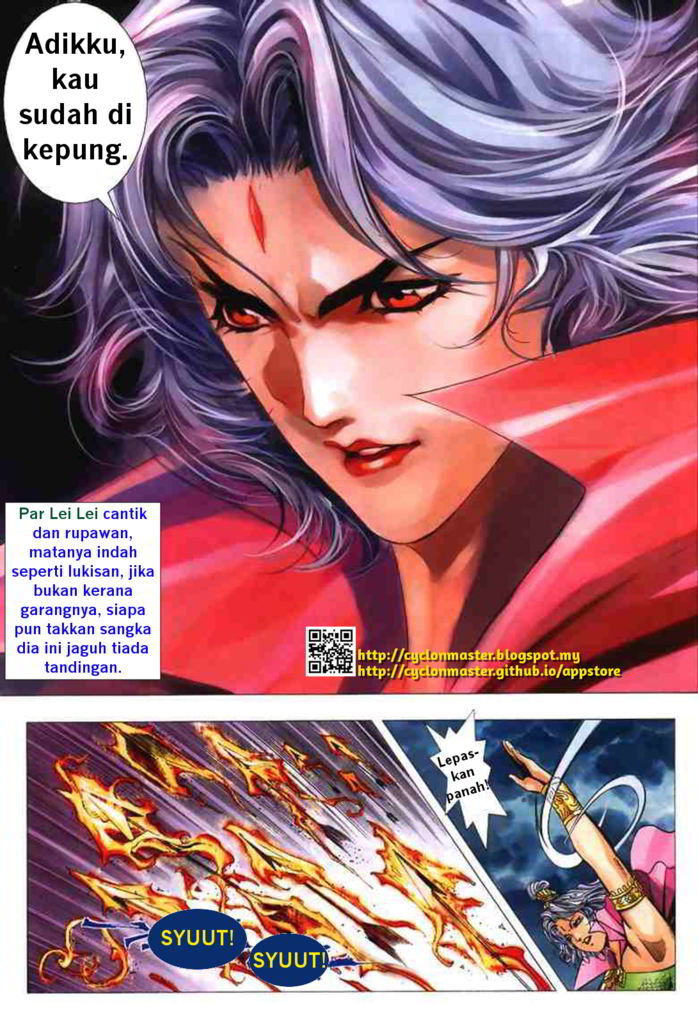 Adikku,
kau
sudah di
kepung.
Par Lei Lei cantik
dan rupawan,
matanya indah
seperti lukisan, jika
bukan kerana
garangnya, siapa
pun takkan sangka
dia ini jaguh tiada
tandingan.
http://cyclonmaster.blogspot.my
http://cyclonmaster.github.io/appstore
Lepas-
kan
panah!
SYUUT!
SYUUT!